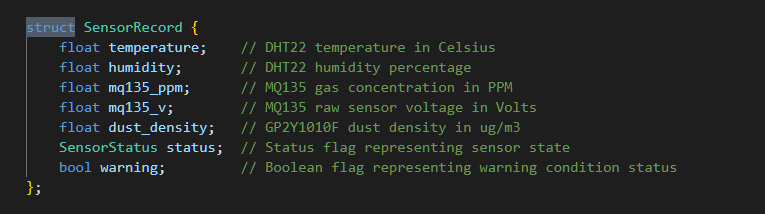 struct SensorRecord {
    float temperature;    // DHT22 temperature in Celsius
    float humidity;       // DHT22 humidity percentage
    float mq135_ppm;      // MQ135 gas concentration in PPM
    float mq135_v;        // MQ135 raw sensor voltage in Volts
    float dust_density;   // GP2Y1010F dust density in ug/m3
    SensorStatus status;  // Status flag representing sensor state
    bool warning;         // Boolean flag representing warning condition status
};